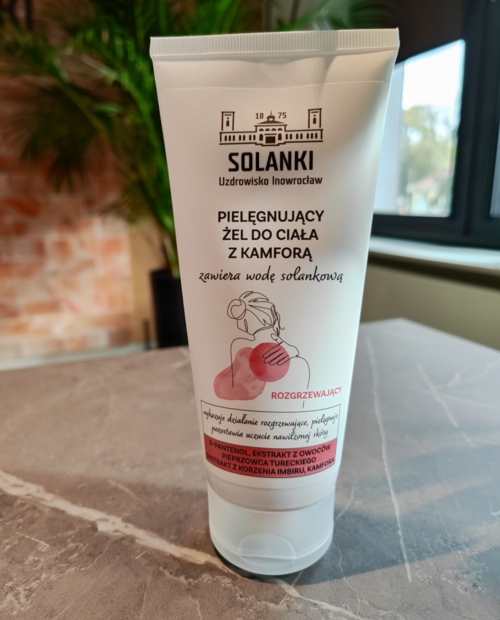 18 75
SOLANKI
Uzdrowisko Inowrocław
PIELĘGNUJĄCY
ŻEL DO CIAŁA
Z KAMFORĄ
zawiera wodę solankową
ROZGRZEWAJĄCY
wykazuje działanie rozgrzewające, pielęgnuje
pozostawia uczucie nawilżonej skóry
D-PANTENOL, EKSTRAKT Z OWOCÓW
PIEPRZOWCA TURECKIEGO
EKSTRAKT Z KORZENIA IMBIRU, KAMFORA